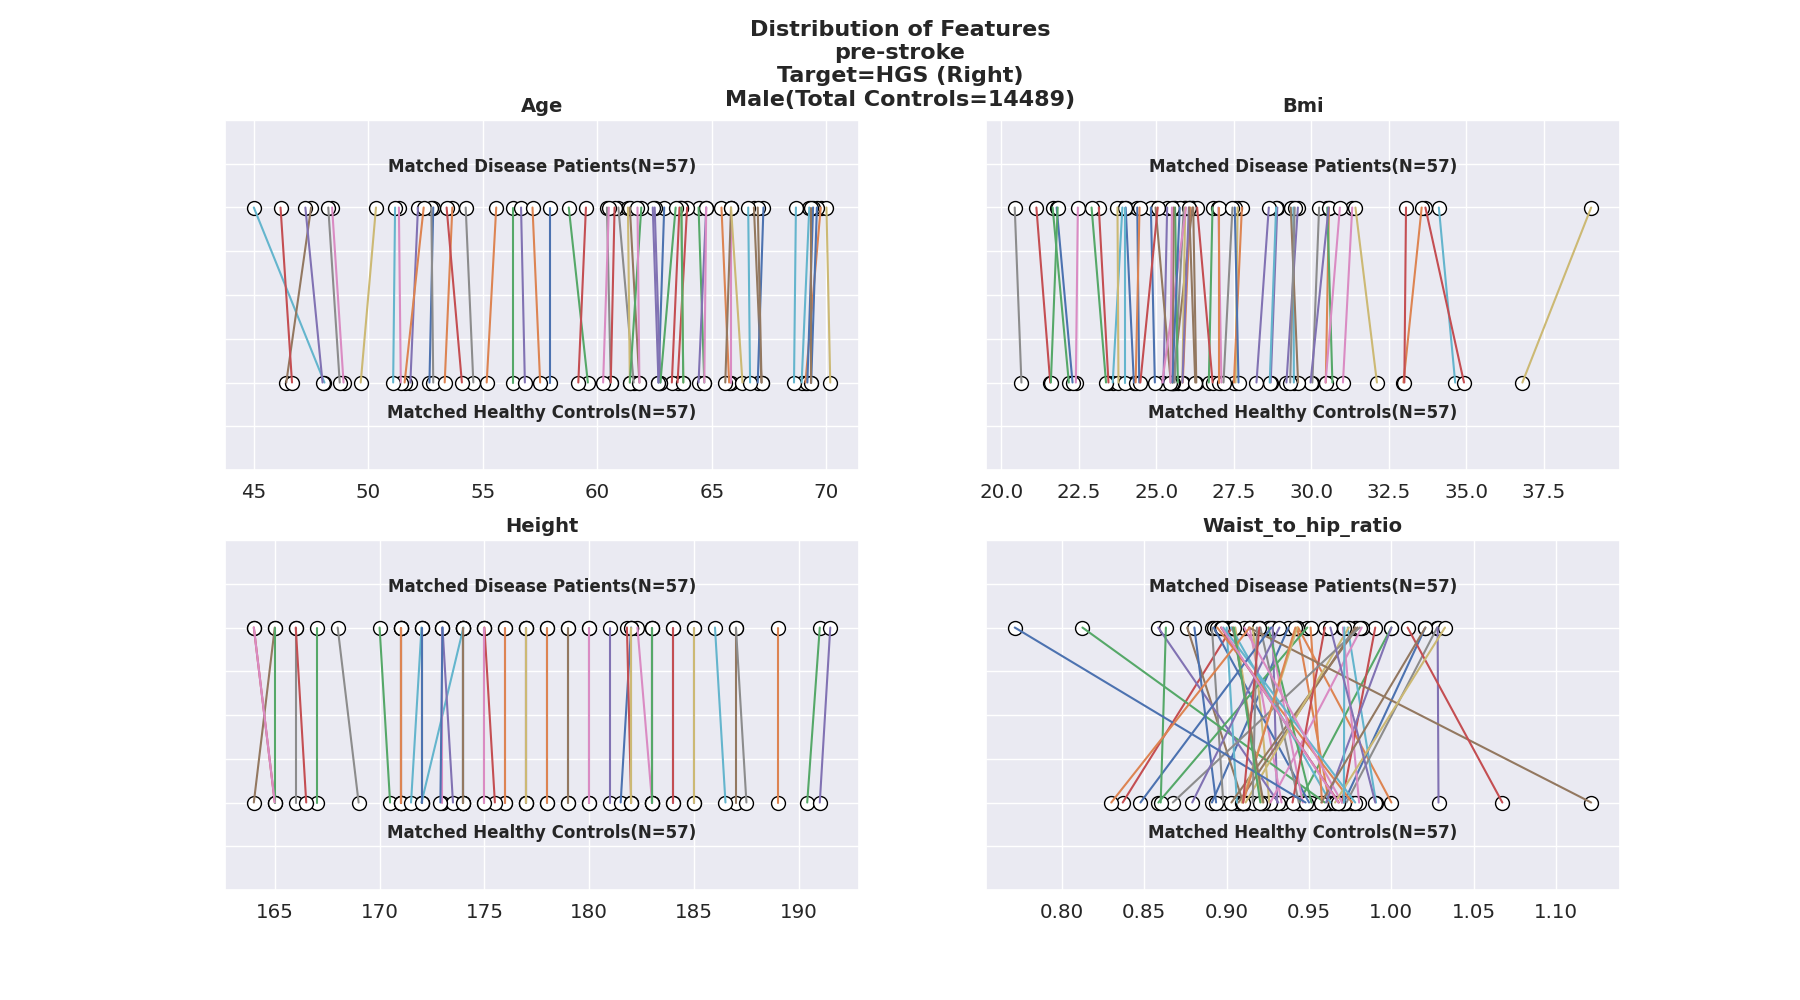 Distribution of Features
pre-stroke
Target=HGS (Right)
Male(Total Controls=14489)
Age
Matched Disease Patients(N=57)
Matched Healthy Controls(N=57)
45 50 55 60 65 70
Bmi
Matched Disease Patients(N=57)
Matched Healthy Controls(N=57)
20.0 22.5 25.0 27.5 30.0 32.5 35.0 37.5
Height
Matched Disease Patients(N=57)
Matched Healthy Controls(N=57)
165 170 175 180 185 190
Waist_to_hip_ratio
Matched Disease Patients(N=57)
Matched Healthy Controls(N=57)
0.80 0.85 0.90 0.95 1.00 1.05 1.10